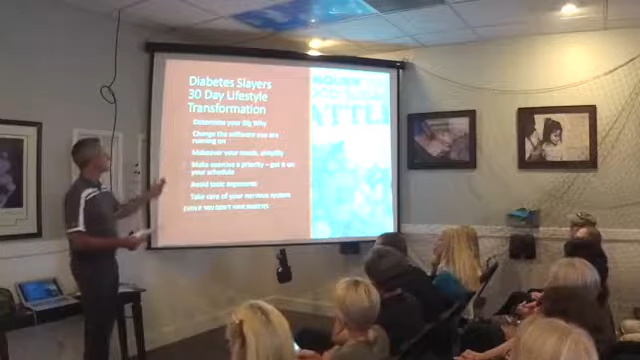 Diabetes Slayers
30 Day Lifestyle
Transformation
Determine your Big Why
Change the software you are
running on
Makeover your meals, simplify
Make exercise a priority – get it on
your schedule
Avoid toxic exposures
Take care of your nervous system
EVEN IF YOU DON'T HAVE DIABETES